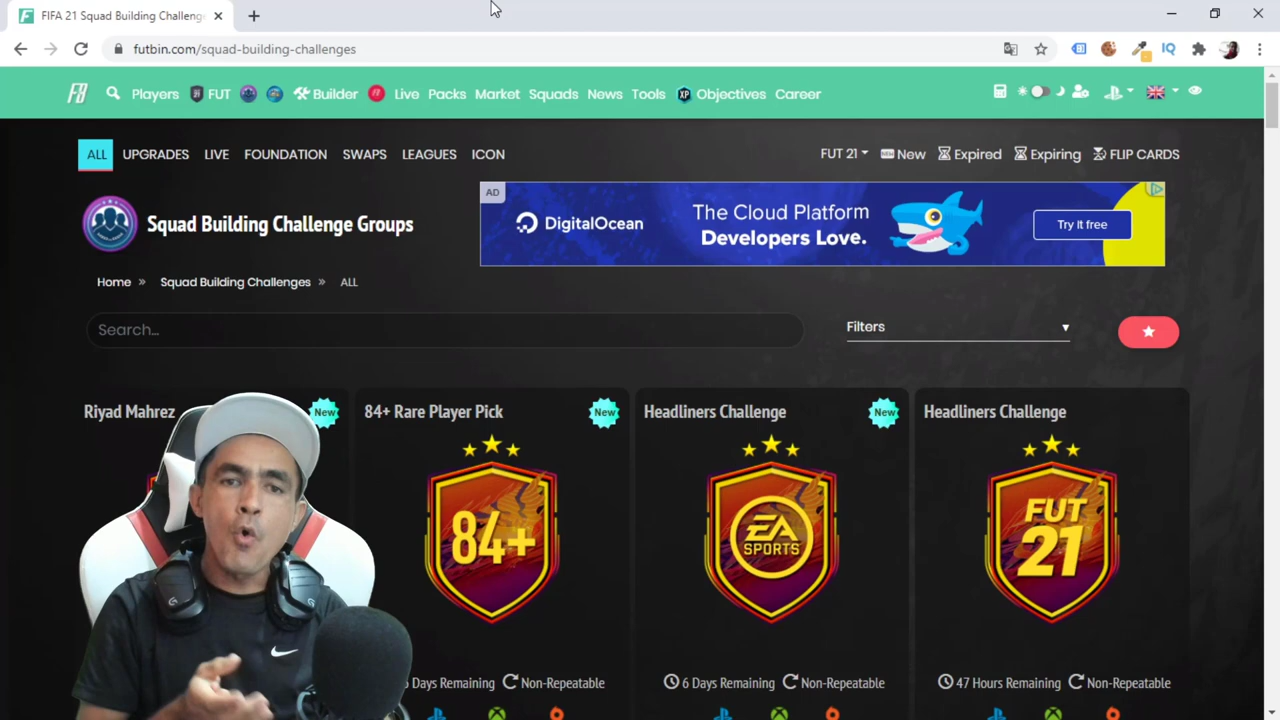 FIFA 21 Squad Building Challeng
futbin.com/squad-building-challenges
IQ
F8 Players FUT Builder Live Packs Market Squads News Tools XP Objectives Career
ALL UPGRADES LIVE FOUNDATION SWAPS LEAGUES ICON
FUT 21 NEW New Expired Expiring FLIP CARDS
Squad Building Challenge Groups
AD
DigitalOcean
The Cloud Platform
Developers Love.
Try it free
Home » Squad Building Challenges » ALL
Search...
Filters
Riyad Mahrez New
84+ Rare Player Pick New
Headliners Challenge New
Headliners Challenge
84+
EA
SPORTS
FUT
21
Days Remaining Non-Repeatable
6 Days Remaining Non-Repeatable
47 Hours Remaining Non-Repeatable